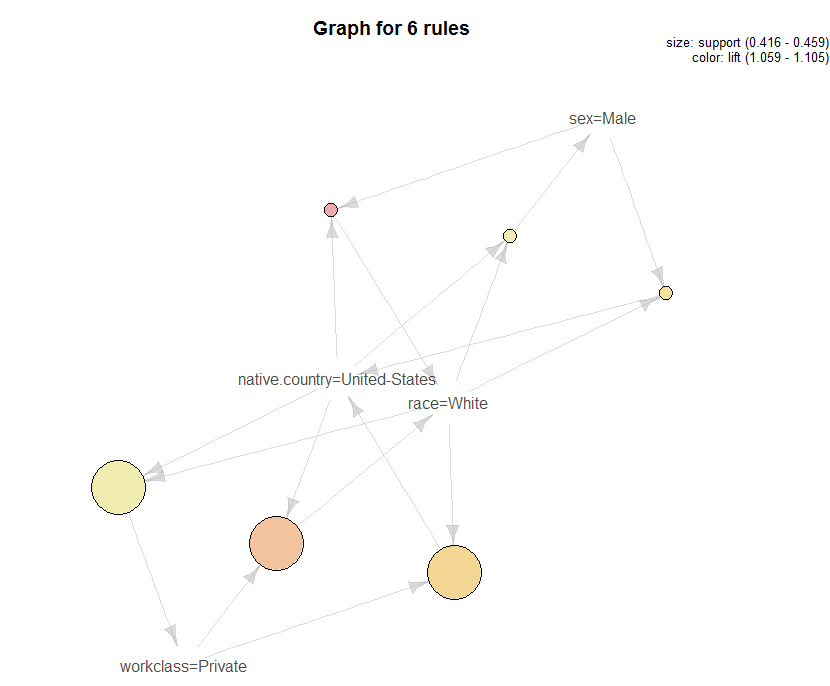 Graph for 6 rules
size: support (0.416 - 0.459)
color: lift (1.059 - 1.105)
sex=Male
native.country=United-States
race=White
workclass=Private